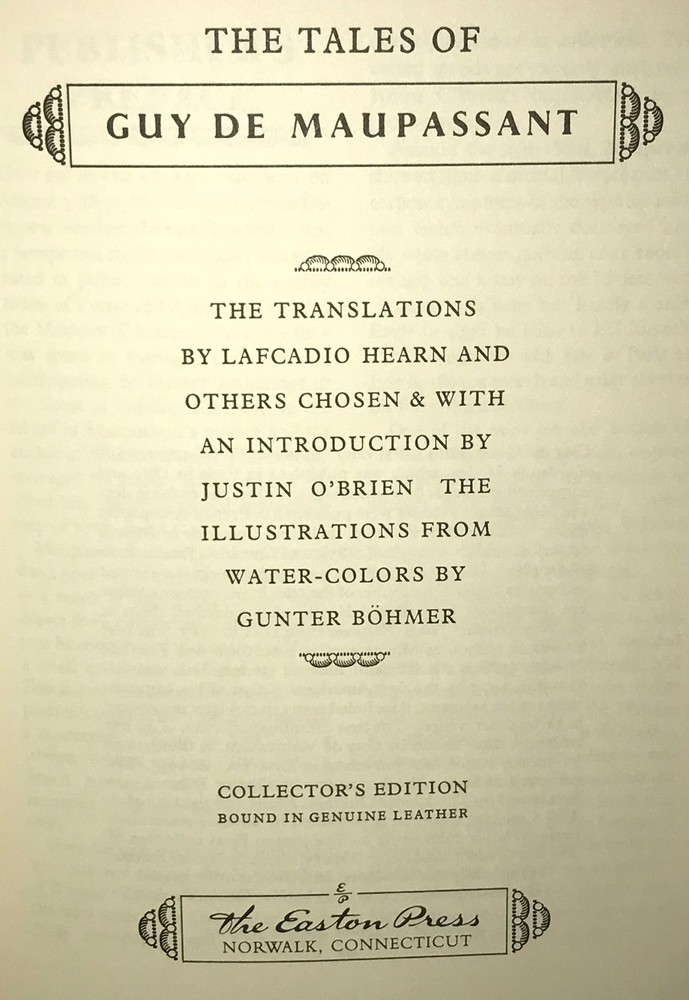 THE TALES OF
GUY DE MAUPASSANT
THE TRANSLATIONS
BY LAFCADIO HEARN AND
OTHERS CHOSEN & WITH
AN INTRODUCTION BY
JUSTIN O'BRIEN THE
ILLUSTRATIONS FROM
WATER-COLORS BY
GUNTER BÖHMER
COLLECTOR'S EDITION
BOUND IN GENUINE LEATHER
E
P
The Easton Press
NORWALK, CONNECTICUT